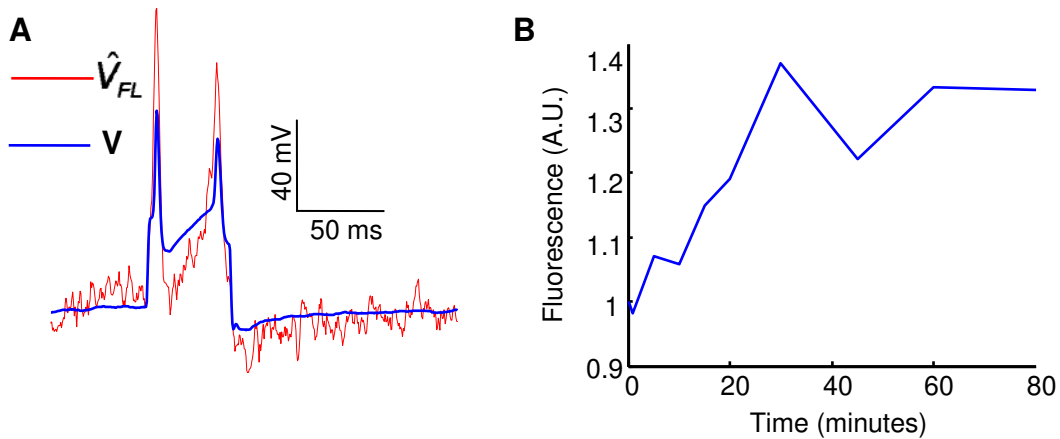 A
V̂_FL
V
40 mV
50 ms
B
Fluorescence (A.U.)
1.4
1.3
1.2
1.1
1
0.9
0 20 40 60 80
Time (minutes)